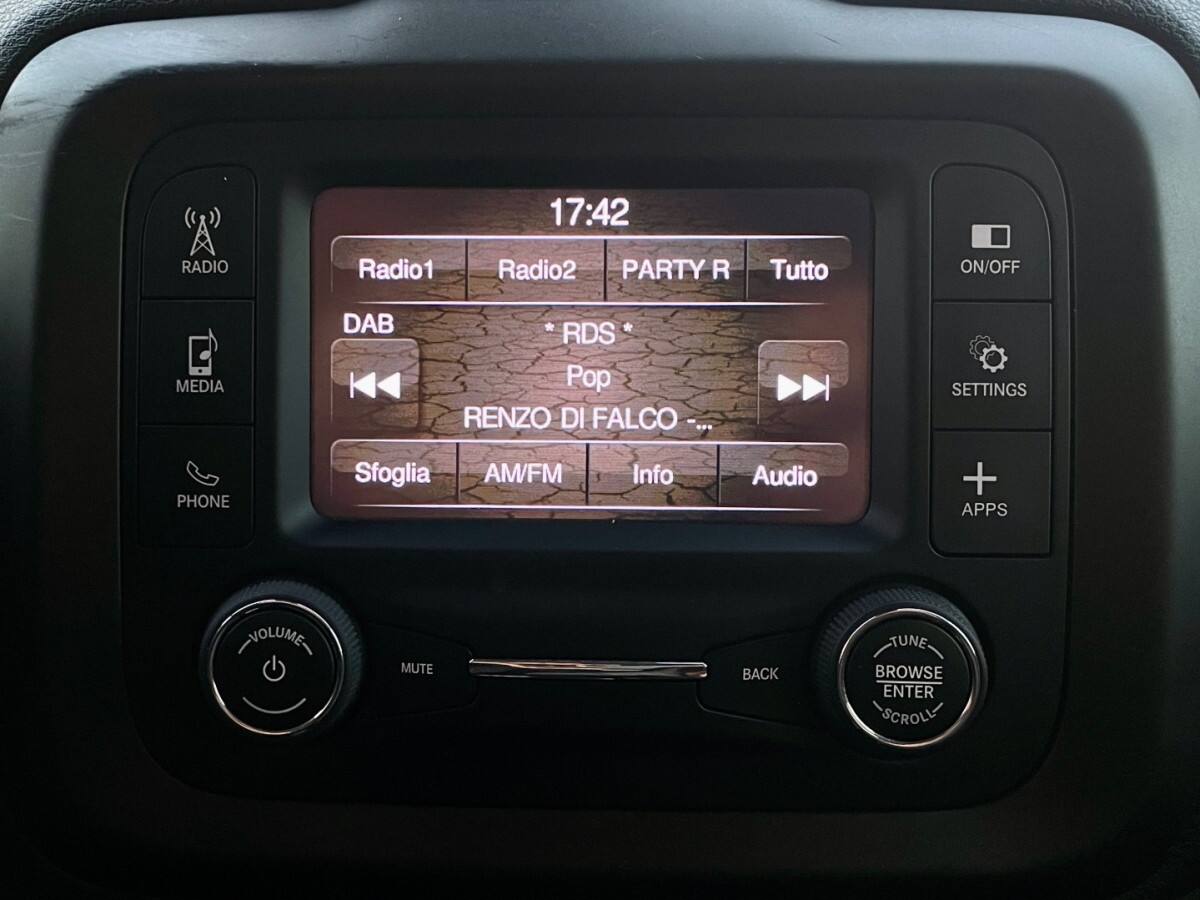 17:42
Radio1 Radio2 PARTY R Tutto
DAB
* RDS *
Pop
RENZO DI FALCO -...
Sfoglia AM/FM Info Audio
RADIO
MEDIA
PHONE
ON/OFF
SETTINGS
APPS
VOLUME
MUTE
BACK
TUNE
BROWSE
ENTER
SCROLL